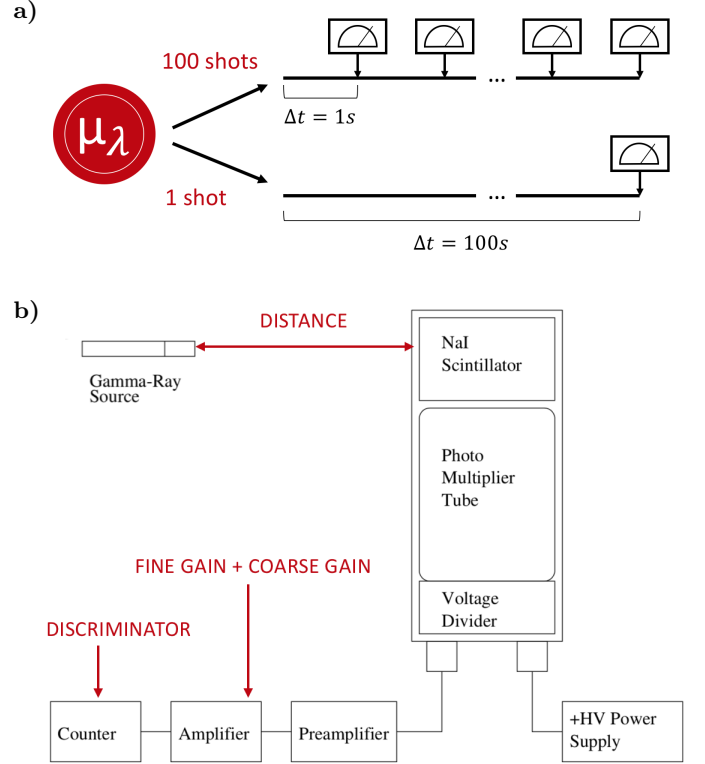 a)
100 shots
...
Δt = 1s
μλ
1 shot
...
Δt = 100s
b)
DISTANCE
NaI
Scintillator
Gamma-Ray
Source
Photo
Multiplier
Tube
FINE GAIN + COARSE GAIN
Voltage
Divider
DISCRIMINATOR
Counter
Amplifier
Preamplifier
+HV Power
Supply